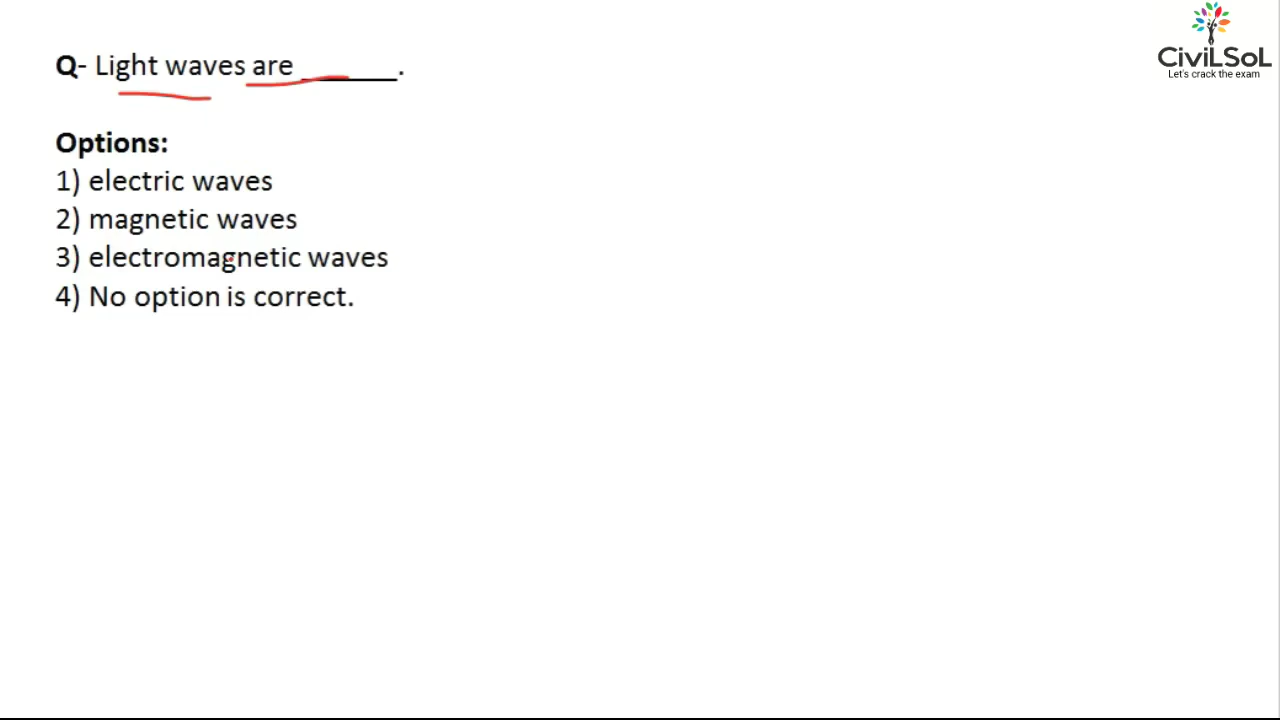 Q- Light waves are ______.
CiviLSoL
Let's crack the exam
Options:
1) electric waves
2) magnetic waves
3) electromagnetic waves
4) No option is correct.